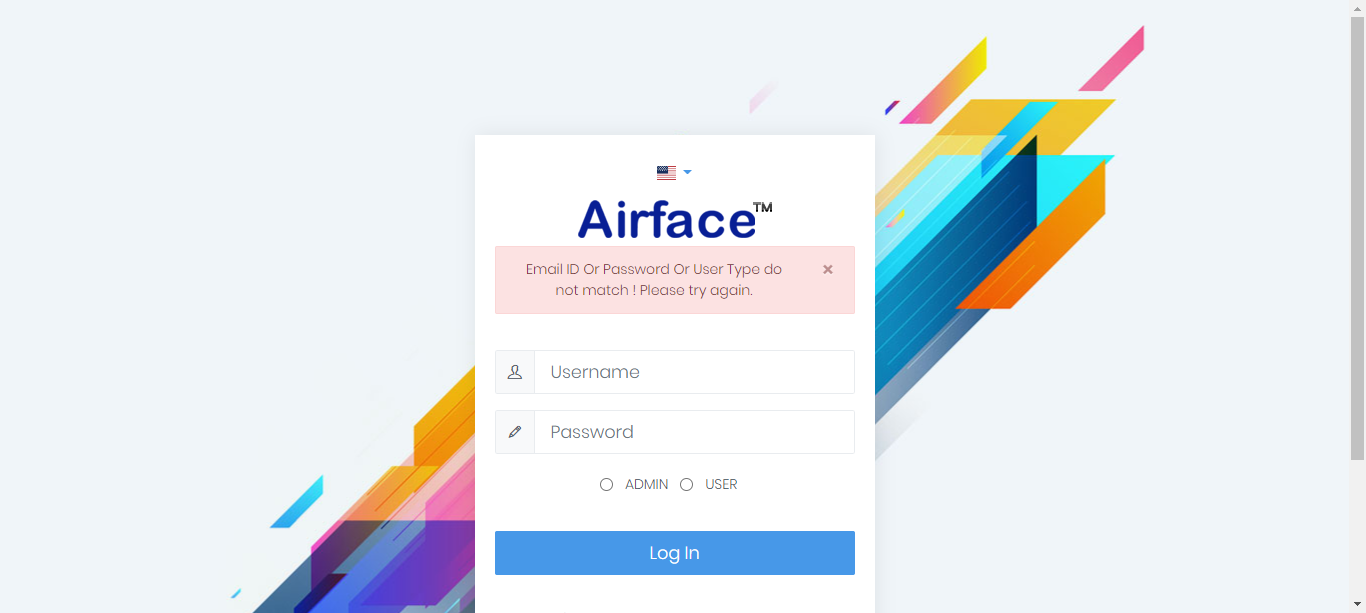 Airface™
Email ID Or Password Or User Type do
not match ! Please try again.
×
Username
Password
ADMIN USER
Log In